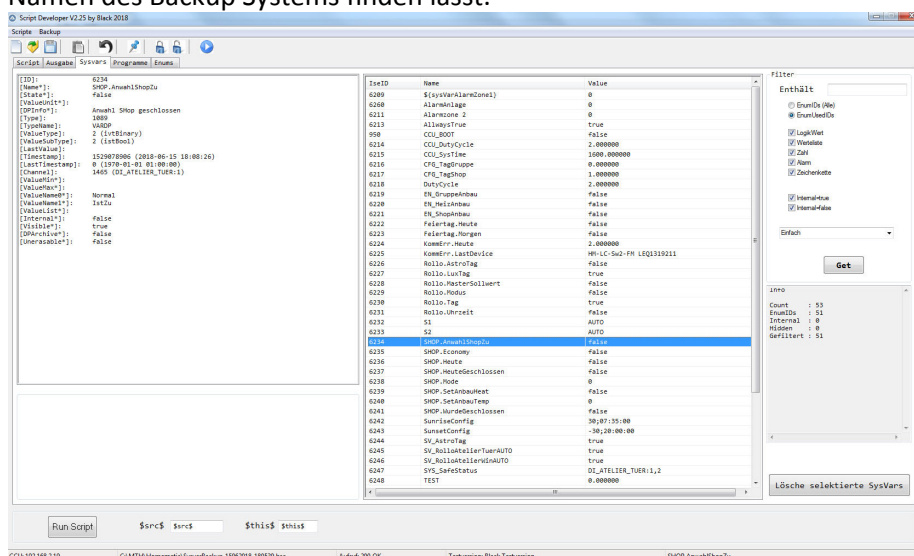 Namen des Backup Systems finden lässt.
Script Developer V2.25 by Black 2018
Scripte Backup
Script Ausgabe Sysvars Programme Enums
[ID]: 6234
[Name*]: SHOP.AnwahlShopZu
[State*]: false
[ValueUnit*]:
[DPInfo*]: Anwahl SHop geschlossen
[Type]: 1089
[TypeName]: VARDP
[ValueType]: 2 (ivtBinary)
[ValueSubType]: 2 (istBool)
[LastValue]:
[Timestamp]: 1529078906 (2018-06-15 18:08:26)
[LastTimestamp]: 0 (1970-01-01 01:00:00)
[Channel]: 1465 (DI_ATELIER_TUER:1)
[ValueMin*]:
[ValueMax*]:
[ValueName0*]: Normal
[ValueName1*]: IstZu
[ValueList*]:
[Internal*]: false
[Visible*]: true
[DPArchive*]: false
[Unerasable*]: false
IseID Name Value
6209 ${sysVarAlarmZone1} 0
6260 AlarmAnlage 0
6211 Alarmzone 2 0
6213 AllwaysTrue true
950 CCU_BOOT false
6214 CCU_DutyCycle 2.000000
6215 CCU_SysTime 1600.000000
6216 CFG_TagGruppe 0.000000
6217 CFG_TagShop 1.000000
6218 DutyCycle 2.000000
6219 EN_GruppeAnbau false
6220 EN_HeizAnbau false
6221 EN_ShopAnbau false
6222 Feiertag.Heute false
6223 Feiertag.Morgen false
6224 KommErr.Heute 2.000000
6225 KommErr.LastDevice HM-LC-Sw2-FM LEQ1319211
6226 Rollo.AstroTag false
6227 Rollo.LuxTag true
6228 Rollo.MasterSollwert false
6229 Rollo.Modus false
6230 Rollo.Tag true
6231 Rollo.Uhrzeit false
6232 S1 AUTO
6233 S2 AUTO
6234 SHOP.AnwahlShopZu false
6235 SHOP.Economy false
6236 SHOP.Heute false
6237 SHOP.HeuteGeschlossen false
6238 SHOP.Mode 0
6239 SHOP.SetAnbauHeat false
6240 SHOP.SetAnbauTemp 0
6241 SHOP.WurdeGeschlossen false
6242 SunriseConfig 30;07:35:00
6243 SunsetConfig -30;20:00:00
6244 SV_AstroTag true
6245 SV_RolloAtelierTuerAUTO true
6246 SV_RolloAtelierWinAUTO true
6247 SYS_SafeStatus DI_ATELIER_TUER:1,2
6248 TEST 0.000000
Filter
Enthält
EnumIDs (Alle)
EnumUsedIDs
LogikWert
Werteliste
Zahl
Alarm
Zeichenkette
Internal=true
Internal=false
Einfach
Get
Info
Count : 53
EnumIDs : 51
Internal : 0
Hidden : 0
Gefiltert : 51
Lösche selektierte SysVars
Run Script $src$ $src$ $this$ $this$